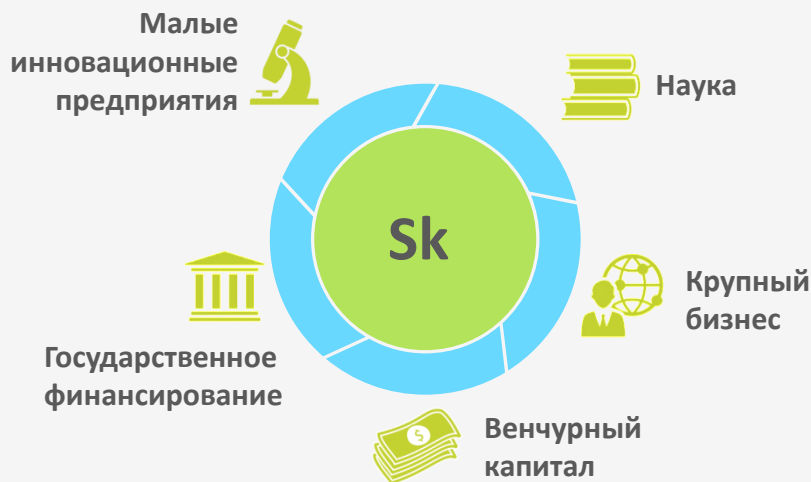 Малые
инновационные
предприятия
Наука
Sk
Крупный
бизнес
Государственное
финансирование
$
Венчурный
капитал